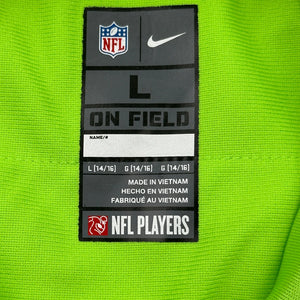 NFL
L
ON FIELD
NAME/#
L [14/16] G [14/16] G [14/16]
MADE IN VIETNAM
HECHO EN VIETNAM
FABRIQUÉ AU VIETNAM
NFL PLAYERS